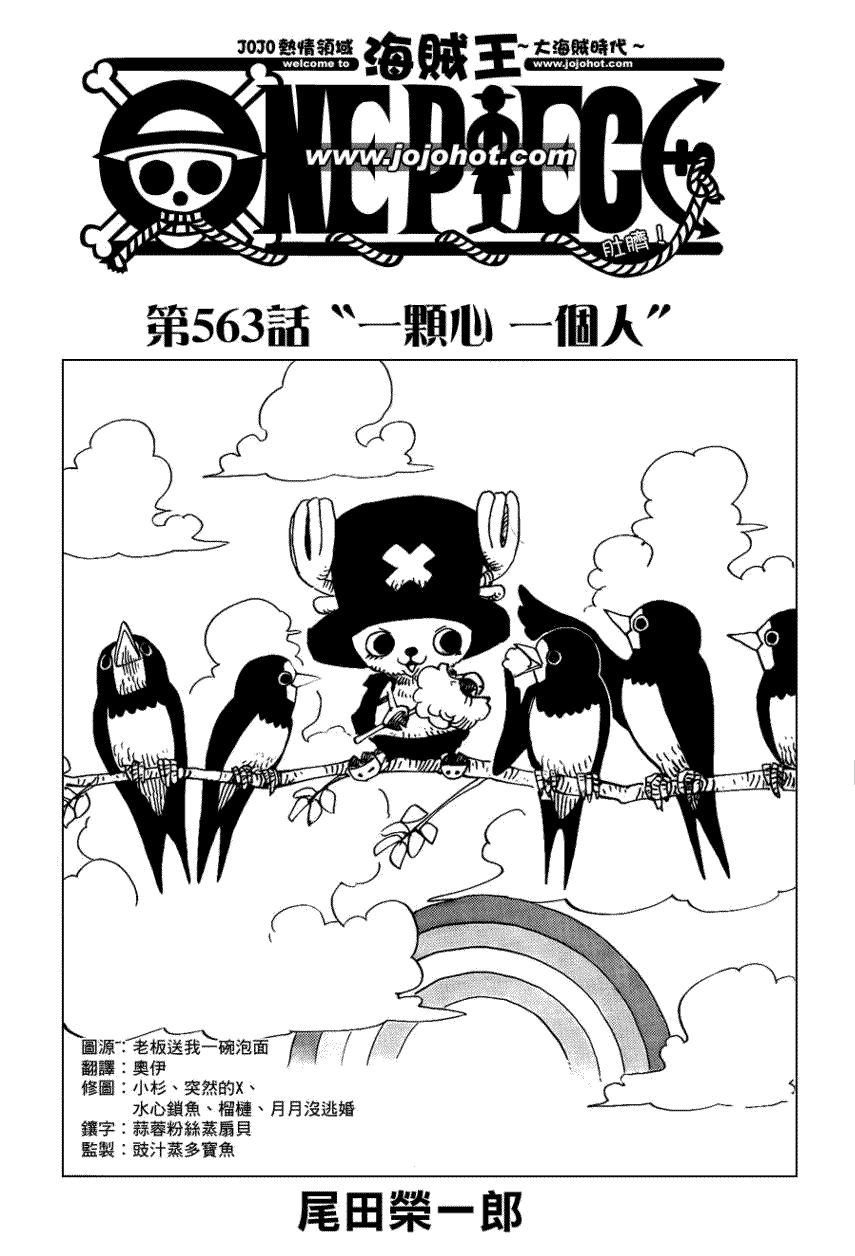 JOJO熱情領域 海賊王 ~大海賊時代~
welcome to www.jojohot.com
ONE PIECE
www.jojohot.com
肚臍!
第563話〝一顆心 一個人〞
圖源：老板送我一碗泡面
翻譯：奧伊
修圖：小杉、突然的X、
水心鎖魚、榴槤、月月沒逃婚
鑲字：蒜蓉粉絲蒸扇貝
監製：豉汁蒸多寶魚
尾田榮一郎